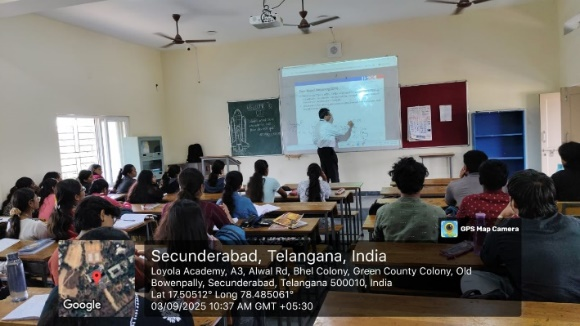 GPS Map Camera
Secunderabad, Telangana, India
Loyola Academy, A3, Alwal Rd, Bhel Colony, Green County Colony, Old
Bowenpally, Secunderabad, Telangana 500010, India
Lat 17.50512° Long 78.485061°
03/09/2025 10:37 AM GMT +05:30
Google